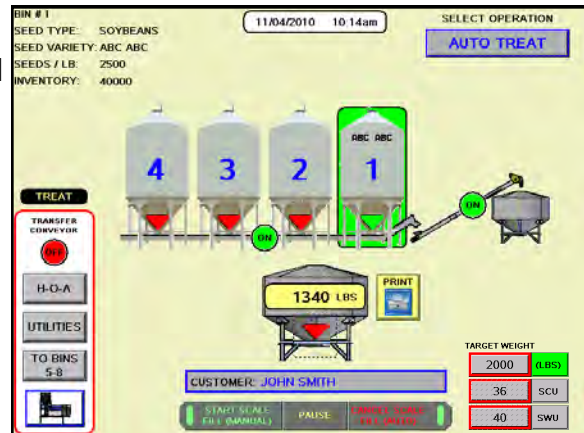 BIN # 1
SEED TYPE: SOYBEANS
SEED VARIETY: ABC ABC
SEEDS / LB: 2500
INVENTORY: 40000
11/04/2010 10:14am
SELECT OPERATION
AUTO TREAT
ABC ABC
4 3 2 1
ON
ON
TREAT
TRANSFER
CONVEYOR
OFF
H-O-A
UTILITIES
TO BINS
5-8
1340 LBS
PRINT
CUSTOMER: JOHN SMITH
START SCALE
FILL (MANUAL)
PAUSE
TARGET WEIGHT
2000 (LBS)
36 SCU
40 SWU